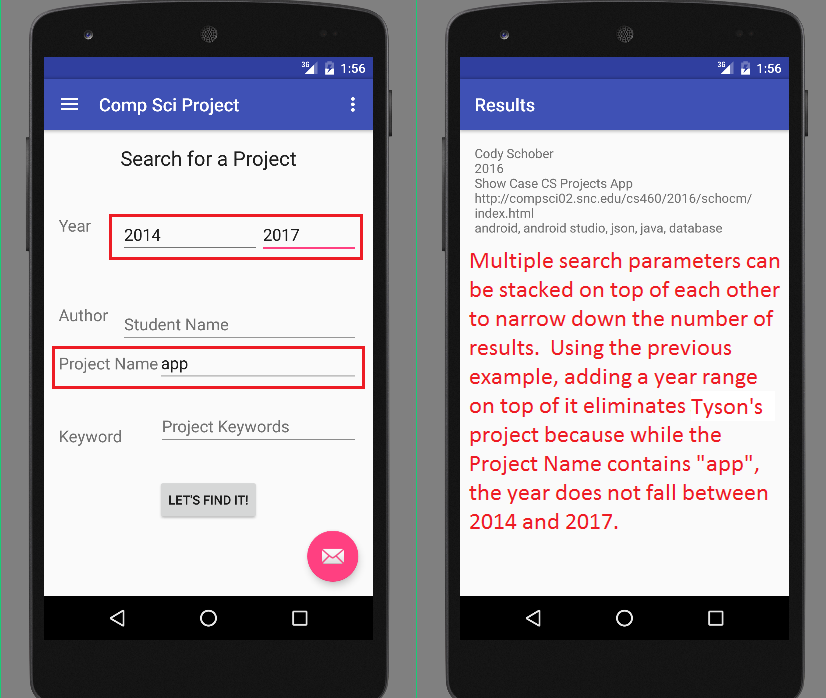 3G 1:56
Comp Sci Project
Search for a Project
Year 2014 2017
Author Student Name
Project Name app
Keyword Project Keywords
LET'S FIND IT!
3G 1:56
Results
Cody Schober
2016
Show Case CS Projects App
http://compsci02.snc.edu/cs460/2016/schocm/
index.html
android, android studio, json, java, database
Multiple search parameters can
be stacked on top of each other
to narrow down the number of
results. Using the previous
example, adding a year range
on top of it eliminates Tyson's
project because while the
Project Name contains "app",
the year does not fall between
2014 and 2017.